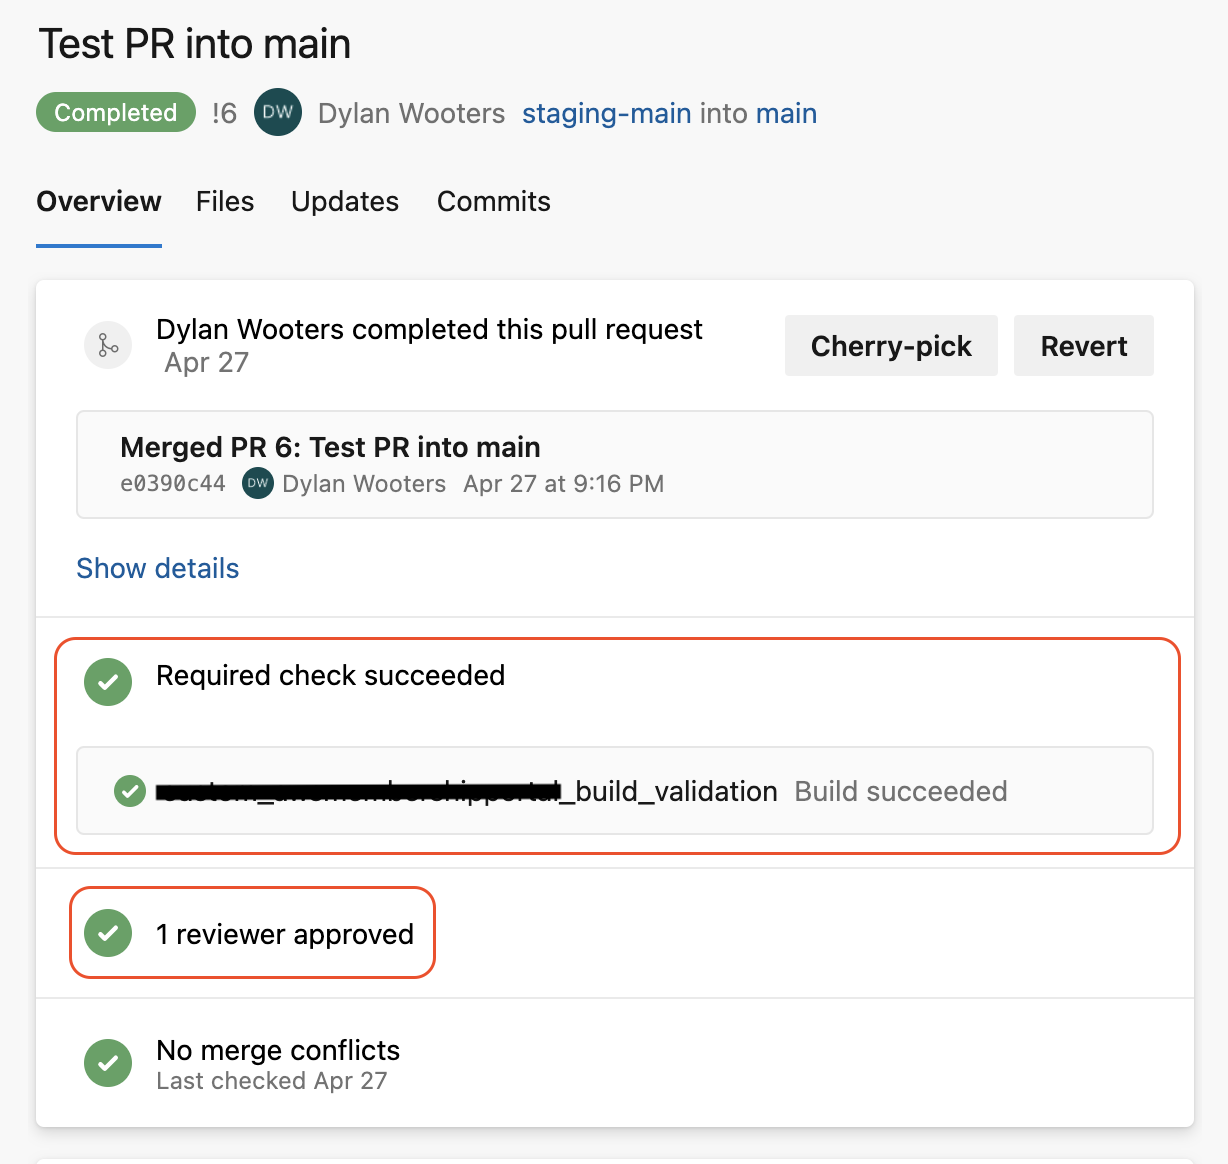 Test PR into main
Completed !6 DW Dylan Wooters staging-main into main
Overview Files Updates Commits
Dylan Wooters completed this pull request
Apr 27
Cherry-pick Revert
Merged PR 6: Test PR into main
e0390c44 DW Dylan Wooters Apr 27 at 9:16 PM
Show details
Required check succeeded
_build_validation Build succeeded
1 reviewer approved
No merge conflicts
Last checked Apr 27